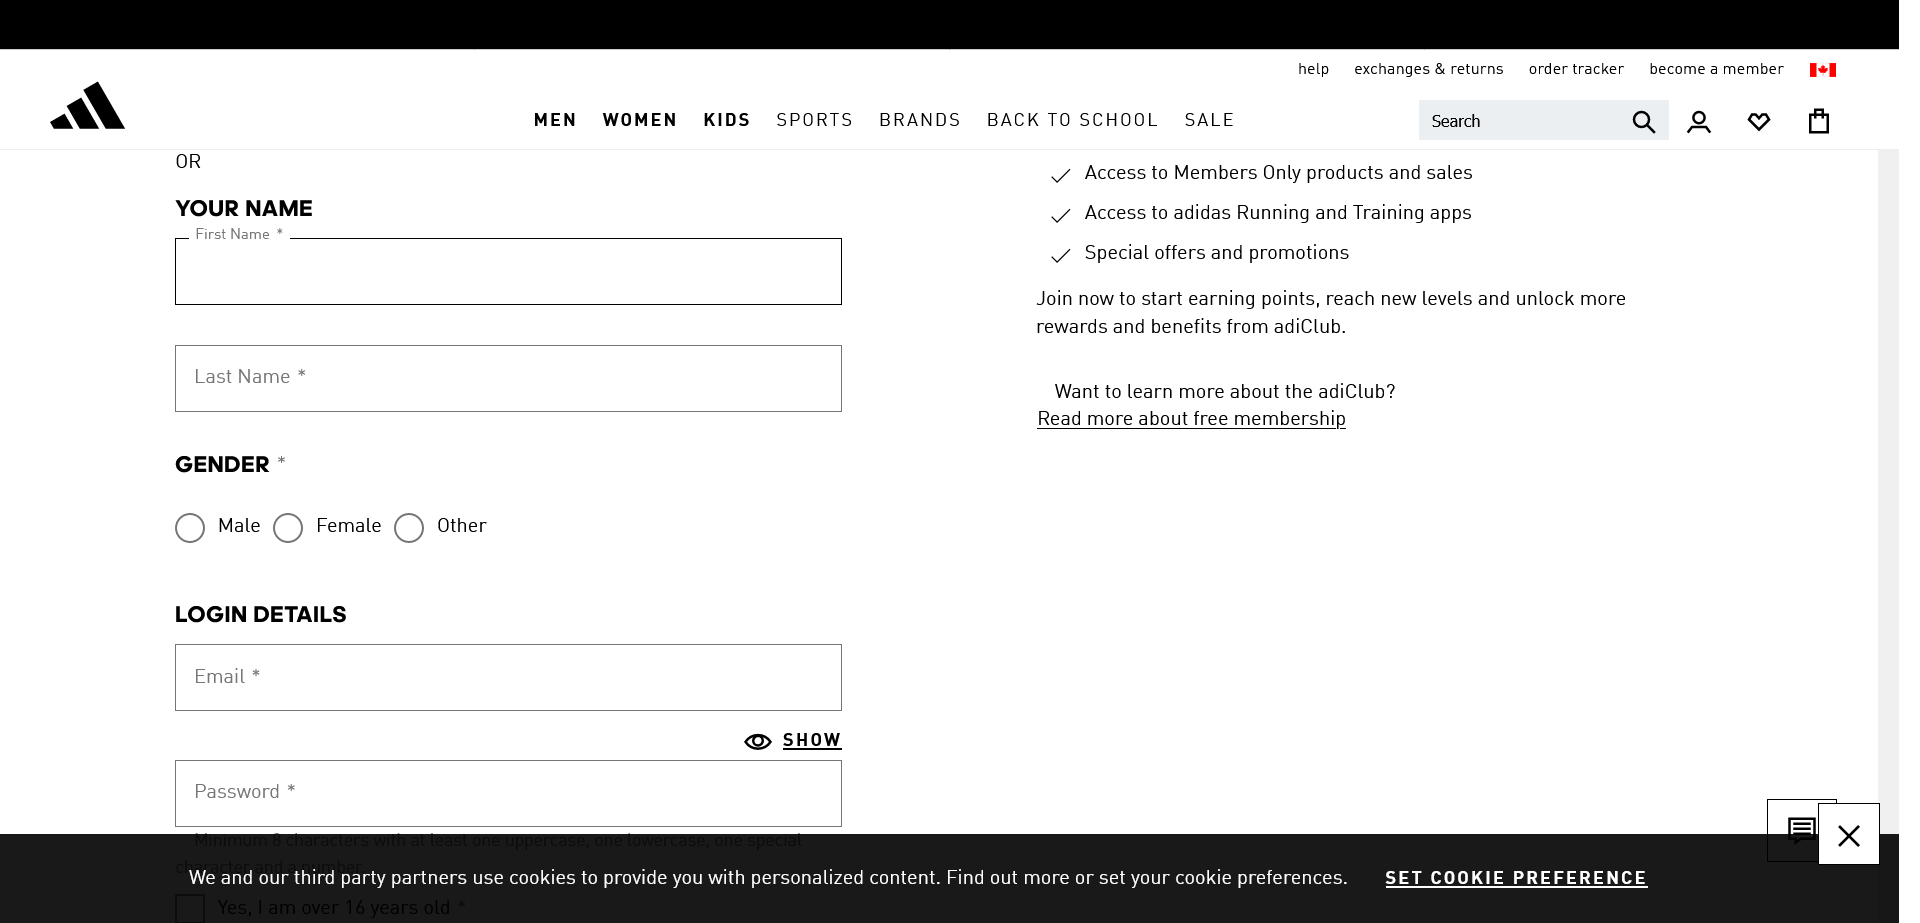 help exchanges & returns order tracker become a member
MEN WOMEN KIDS SPORTS BRANDS BACK TO SCHOOL SALE
Search
OR
YOUR NAME
First Name *
Last Name *
GENDER *
Male Female Other
LOGIN DETAILS
Email *
SHOW
Password *
Minimum 8 characters with at least one uppercase, one lowercase, one special
character and a number
Yes, I am over 16 years old *
Access to Members Only products and sales
Access to adidas Running and Training apps
Special offers and promotions
Join now to start earning points, reach new levels and unlock more
rewards and benefits from adiClub.
Want to learn more about the adiClub?
Read more about free membership
We and our third party partners use cookies to provide you with personalized content. Find out more or set your cookie preferences.
SET COOKIE PREFERENCE